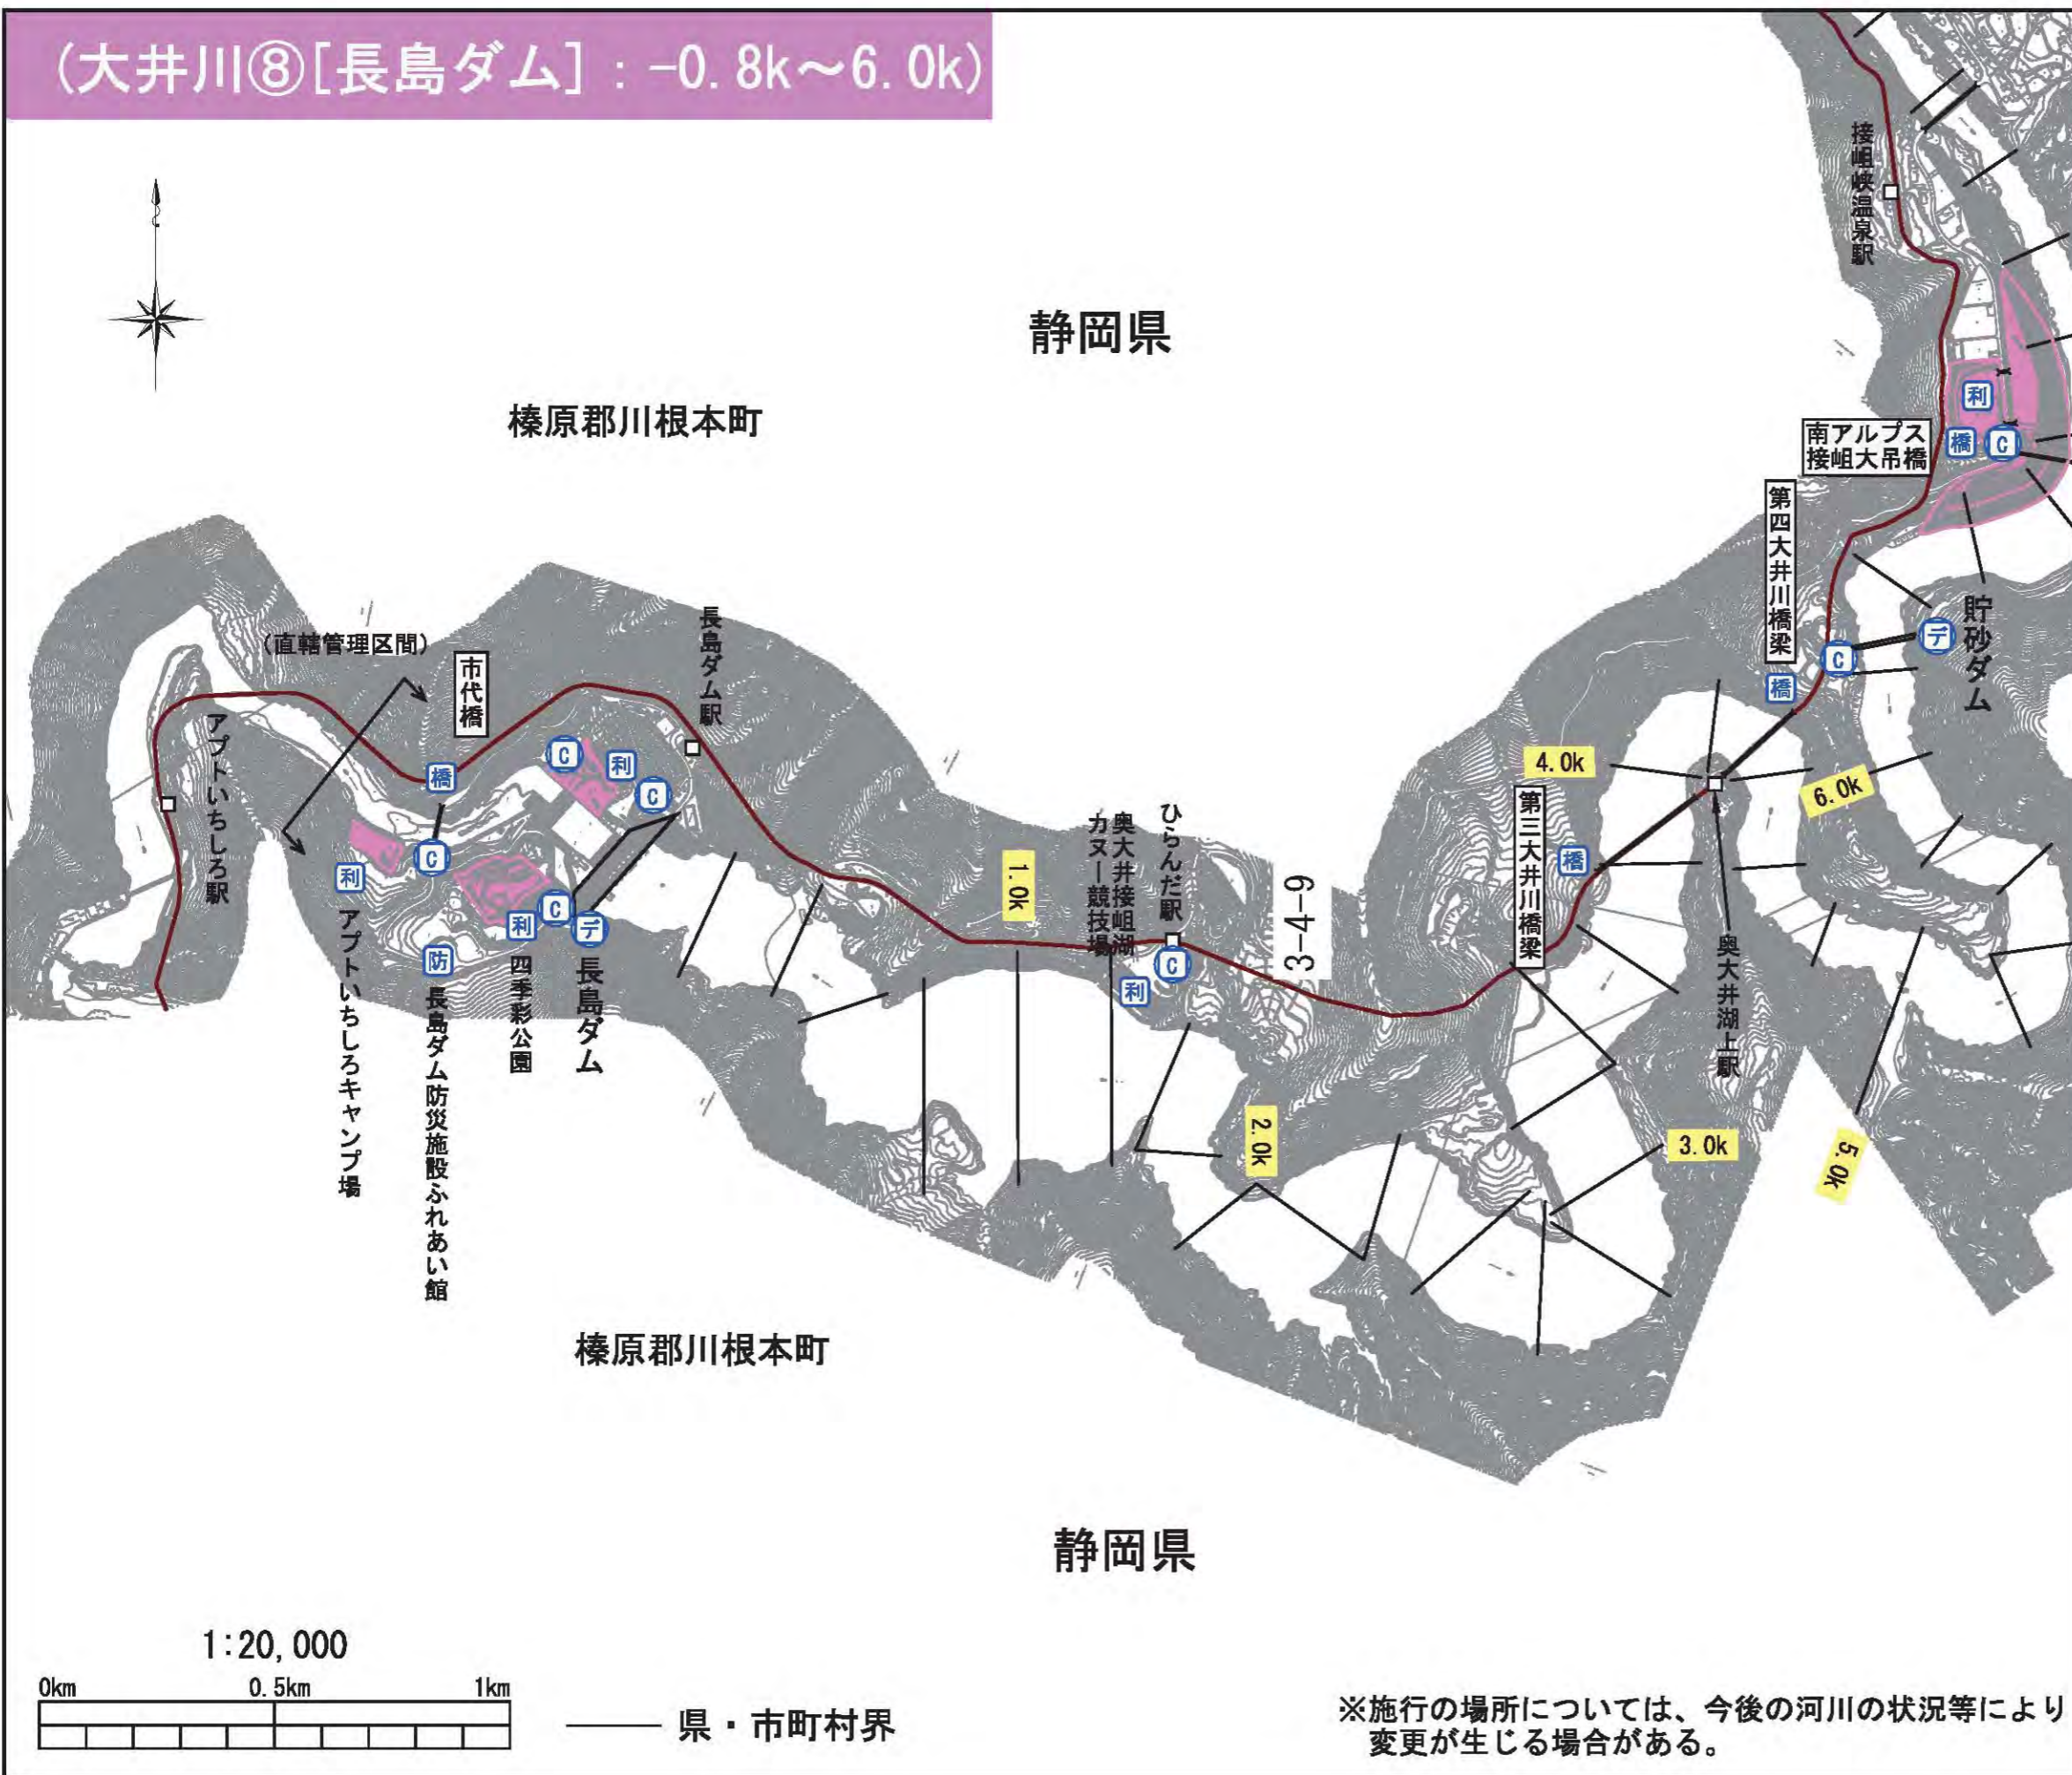 (大井川⑧[長島ダム] : -0.8k～6.0k)
静岡県
榛原郡川根本町
接岨峡温泉駅
利
南アルプス
接岨大吊橋
橋
C
第四大井川橋梁
C
デ
貯砂ダム
橋
(直轄管理区間)
市代橋
長島ダム駅
アプトいちしろ駅
橋
C
利
C
C
利
アプトいちしろキャンプ場
防
長島ダム防災施設ふれあい館
利
四季彩公園
C
デ
長島ダム
1.0k
奥大井接岨湖
カヌー競技場
ひらんだ駅
C
利
3-4-9
4.0k
第三大井川橋梁
橋
6.0k
奥大井湖上駅
2.0k
3.0k
5.0k
榛原郡川根本町
静岡県
1:20,000
0km 0.5km 1km
県・市町村界
※施行の場所については、今後の河川の状況等により
変更が生じる場合がある。